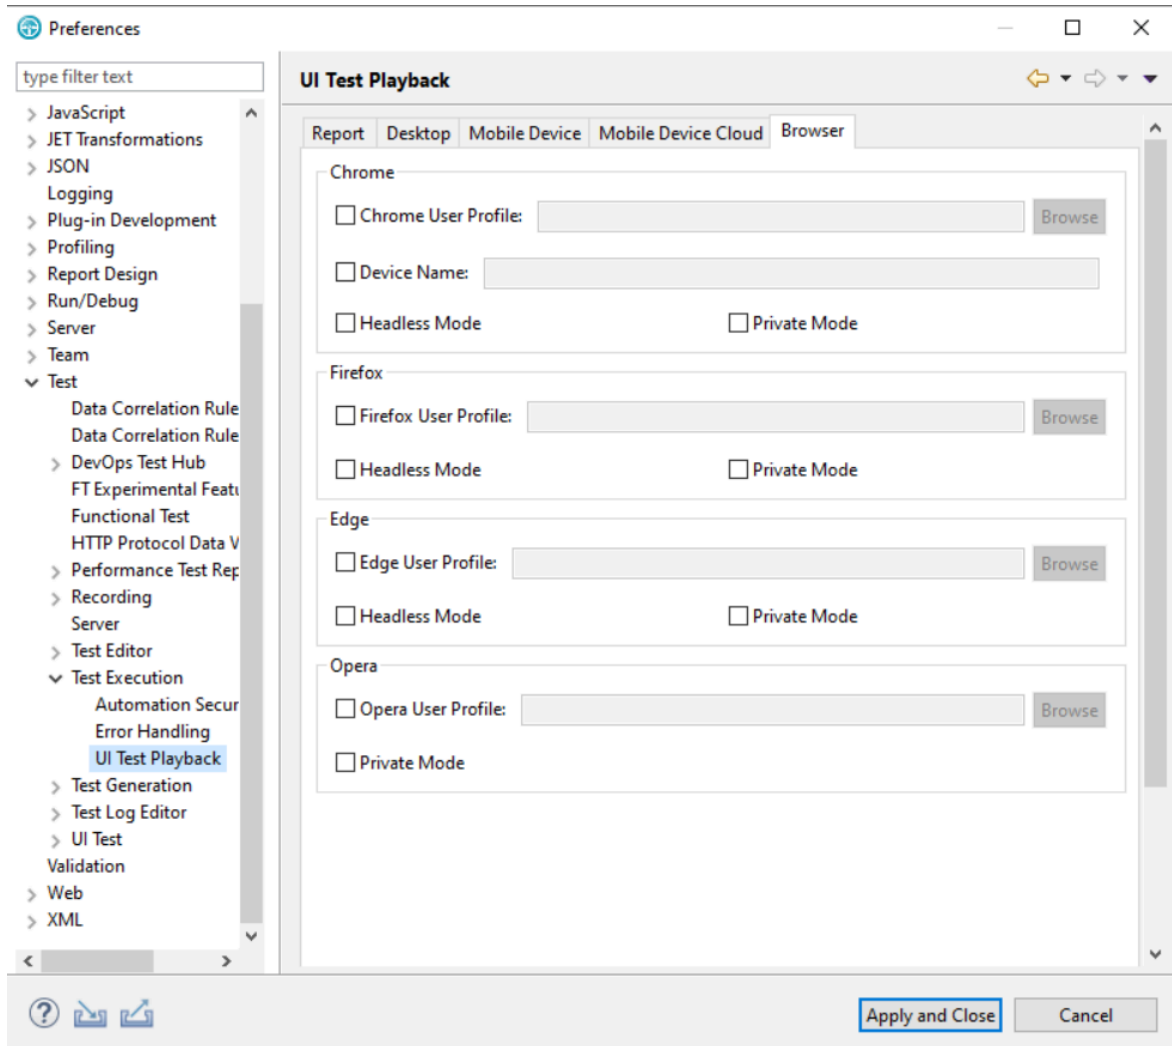 Preferences
type filter text
JavaScript
JET Transformations
JSON
Logging
Plug-in Development
Profiling
Report Design
Run/Debug
Server
Team
Test
Data Correlation Rule
Data Correlation Rule
DevOps Test Hub
FT Experimental Featu
Functional Test
HTTP Protocol Data V
Performance Test Rep
Recording
Server
Test Editor
Test Execution
Automation Secur
Error Handling
UI Test Playback
Test Generation
Test Log Editor
UI Test
Validation
Web
XML
UI Test Playback
Report Desktop Mobile Device Mobile Device Cloud Browser
Chrome
Chrome User Profile: Browse
Device Name:
Headless Mode Private Mode
Firefox
Firefox User Profile: Browse
Headless Mode Private Mode
Edge
Edge User Profile: Browse
Headless Mode Private Mode
Opera
Opera User Profile: Browse
Private Mode
Apply and Close Cancel